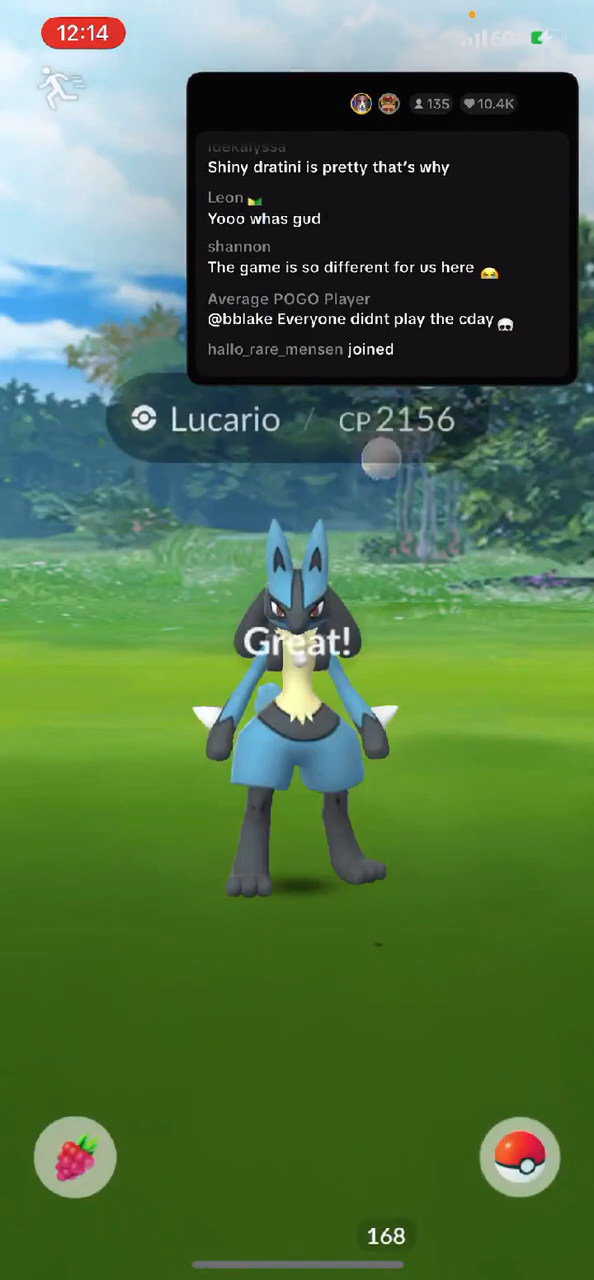 12:14
135
10.4K
idekalyssa
Shiny dratini is pretty that's why
Leon
Yooo whas gud
shannon
The game is so different for us here 😭
Average POGO Player
@bblake Everyone didnt play the cday 💀
hallo_rare_mensen joined
Lucario / CP2156
Great!
168